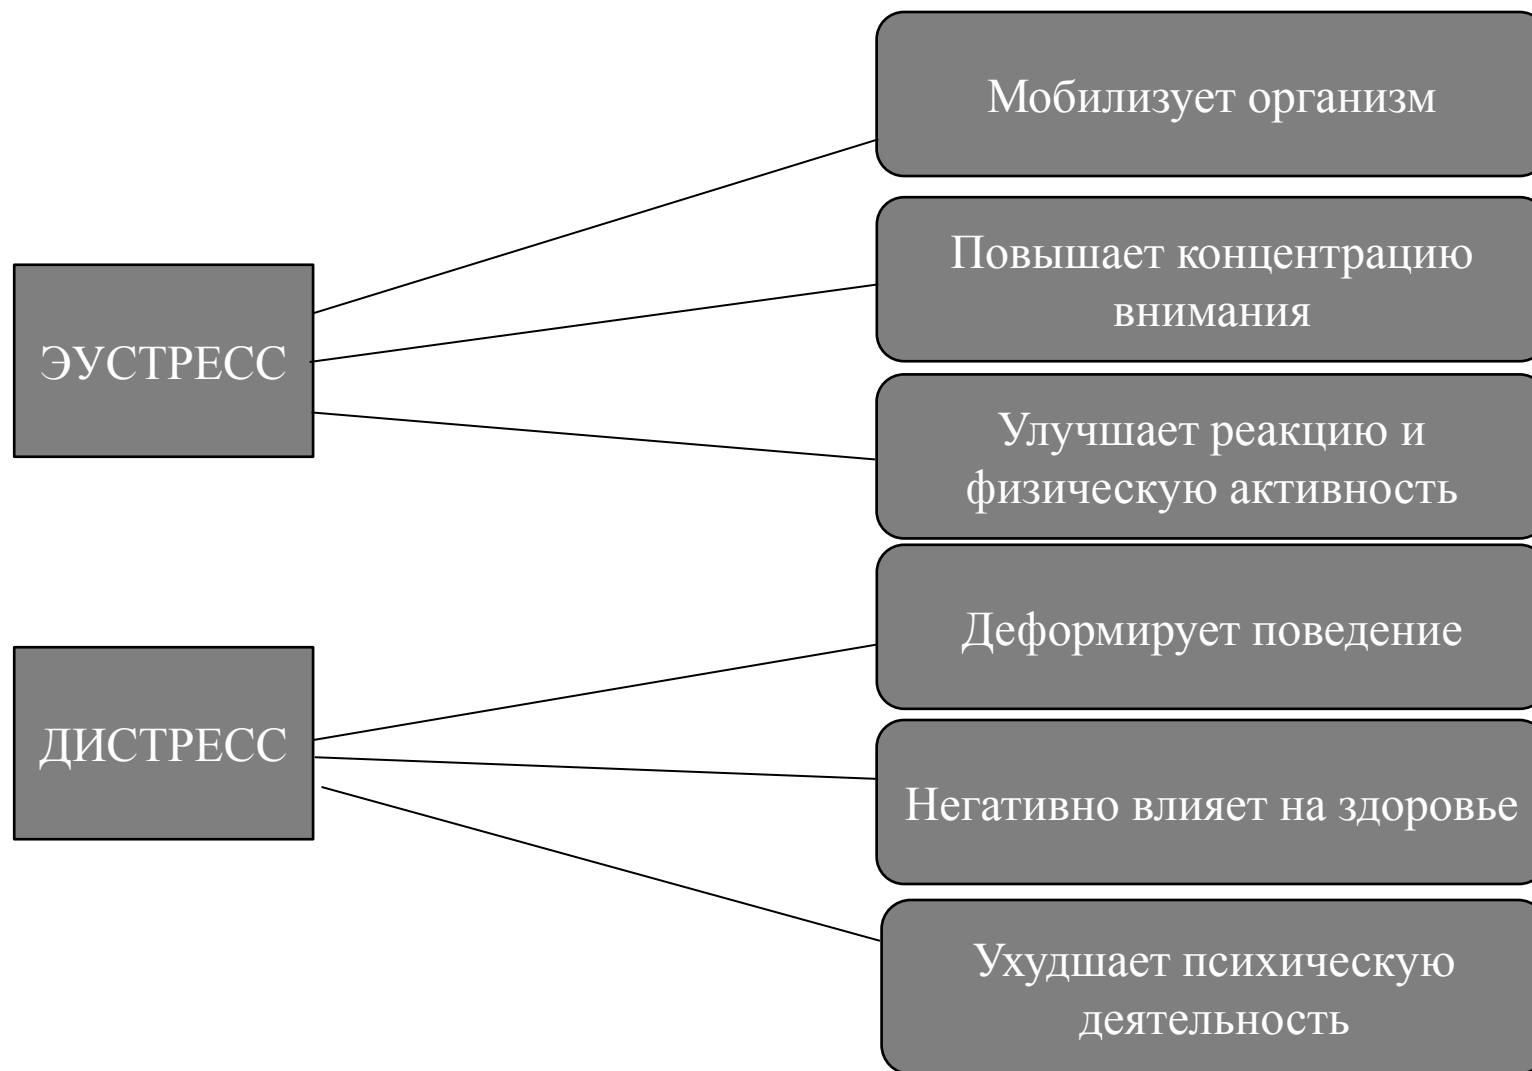 Мобилизует организм
Повышает концентрацию
внимания
ЭУСТРЕСС
Улучшает реакцию и
физическую активность
Деформирует поведение
ДИСТРЕСС
Негативно влияет на здоровье
Ухудшает психическую
деятельность